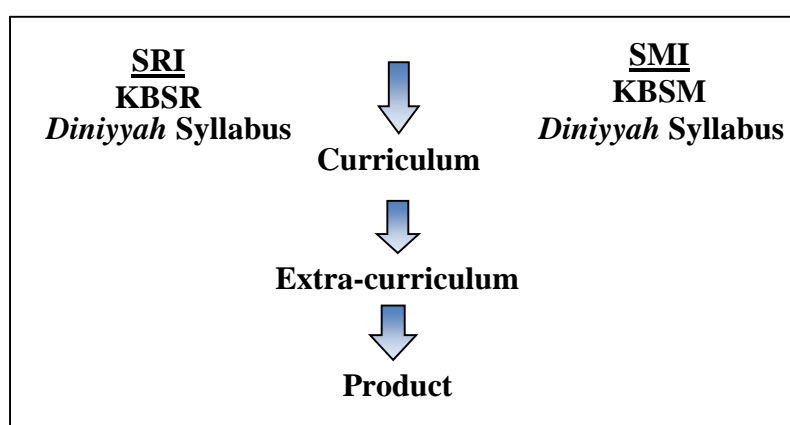 SRI
KBSR
Diniyyah Syllabus
SMI
KBSM
Diniyyah Syllabus
Curriculum
Extra-curriculum
Product